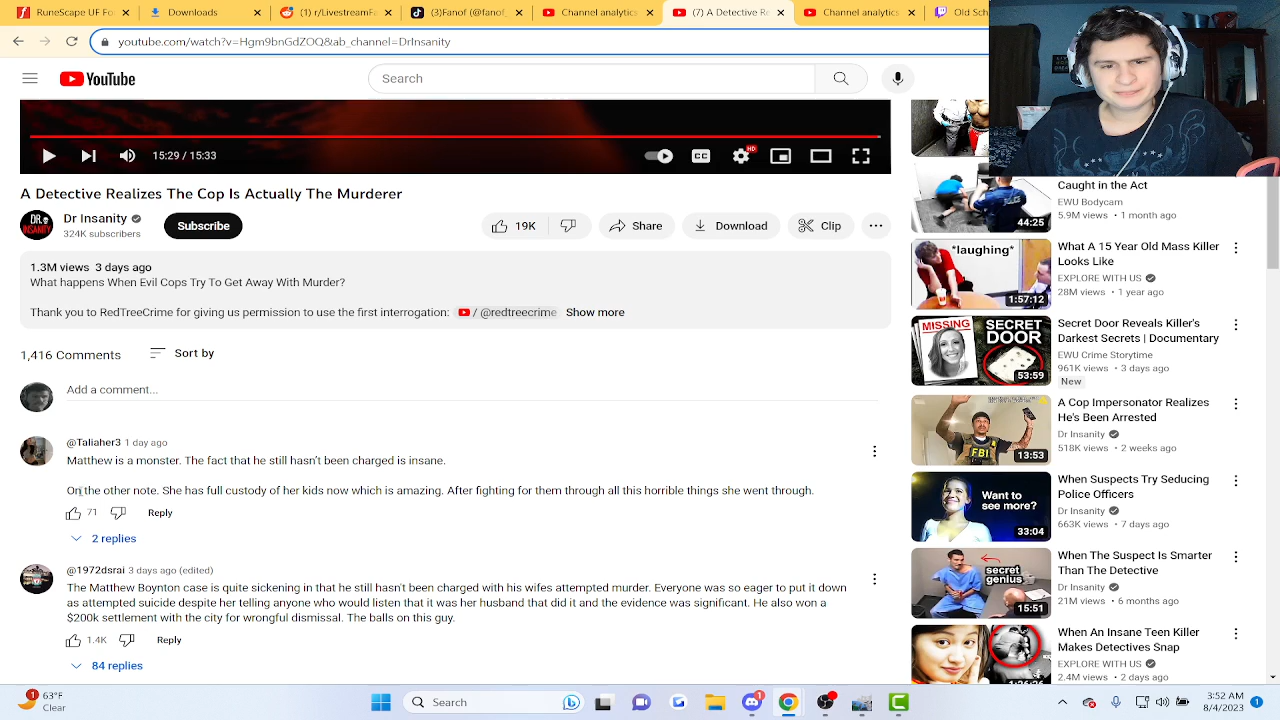 Downloads
(1) r/LivestreamFa
(3)Fanof (@fanof_
Channel analytics
(7) A Detective Re
Channel analytics
Old Sch
youtube.com/watch?v=Hgm9bnGdZOQ&ab_channel=DrInsanity
YouTube
Search
15:29 / 15:33
CC
HD
A Detective Realizes The Cop Is Actually The Murderer
DR.
INSANITY
Dr Insanity
324K subscribers
Subscribe
19K
Share
Download
Clip
1.3M views 3 days ago
What happens When Evil Cops Try To Get Away With Murder?
Thank you to RedTreeCrime for giving us permission to use the first interrogation: / @redtreecrime Show more
1,416 Comments
Sort by
Add a comment...
@Taliaher3 1 day ago
Matthew is a monster. The fact that he still hasn't been charged is insane.
On the other note. She has full custody of her kids now which is amazing. After fighting for them through all this horrible things she went through.
71
Reply
2 replies
@1972dsrai 3 days ago (edited)
The Matthew Boynton case is quite sickening in that he still hasn't been charged with his wifes attempted murder. Everyone was so eager to put it down
as attempted suicide despite her telling anyone who would listen that it was her husband that did it and the evidence was significant. He also won a
$200k settlement with the city for wrongful dismissal. The balls on this guy.
1.4K
Reply
84 replies
Caught in the Act
EWU Bodycam
5.9M views • 1 month ago
POLICE
44:25
*laughing*
1:57:12
What A 15 Year Old Mass Killer
Looks Like
EXPLORE WITH US
28M views • 1 year ago
MISSING
SECRET
DOOR
53:59
Secret Door Reveals Killer's
Darkest Secrets | Documentary
EWU Crime Storytime
961K views • 3 days ago
New
FBI
13:53
A Cop Impersonator Realizes
He's Been Arrested
Dr Insanity
518K views • 2 weeks ago
Want to
see more?
33:04
When Suspects Try Seducing
Police Officers
Dr Insanity
663K views • 7 days ago
secret
genius
15:51
When The Suspect Is Smarter
Than The Detective
Dr Insanity
21M views • 6 months ago
When An Insane Teen Killer
Makes Detectives Snap
EXPLORE WITH US
2.4M views • 2 days ago
63°F
Clear
Search
3:52 AM
8/4/2023